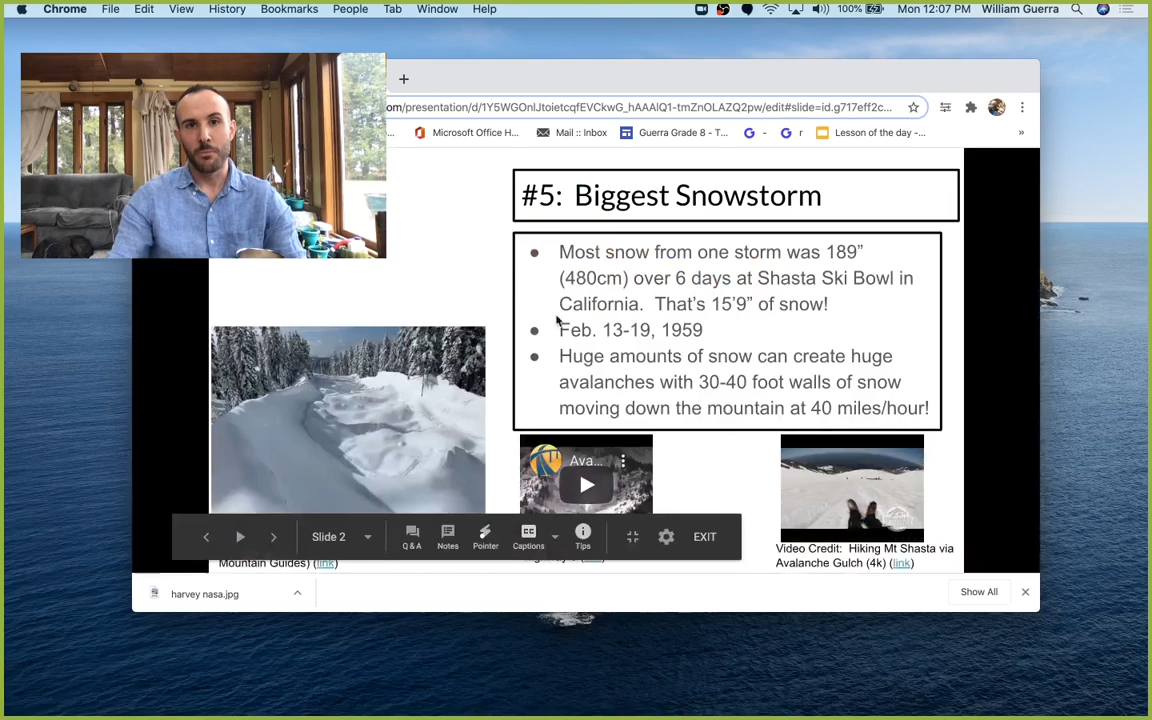 Chrome File Edit View History Bookmarks People Tab Window Help 100% Mon 12:07 PM William Guerra
om/presentation/d/1Y5WGOnlJtoietcqfEVCkwG_hAAAlQ1-tmZnOLAZQ2pw/edit#slide=id.g717eff2c...
Microsoft Office H... Mail :: Inbox Guerra Grade 8 - T... - r Lesson of the day -... »
#5: Biggest Snowstorm
● Most snow from one storm was 189”
(480cm) over 6 days at Shasta Ski Bowl in
California. That’s 15’9” of snow!
● Feb. 13-19, 1959
● Huge amounts of snow can create huge
avalanches with 30-40 foot walls of snow
moving down the mountain at 40 miles/hour!
Ava...
Slide 2 Q & A Notes Pointer CC Captions Tips EXIT
Video Credit: Hiking Mt Shasta via
Avalanche Gulch (4k) (link)
Mountain Guides) (link)
harvey nasa.jpg Show All